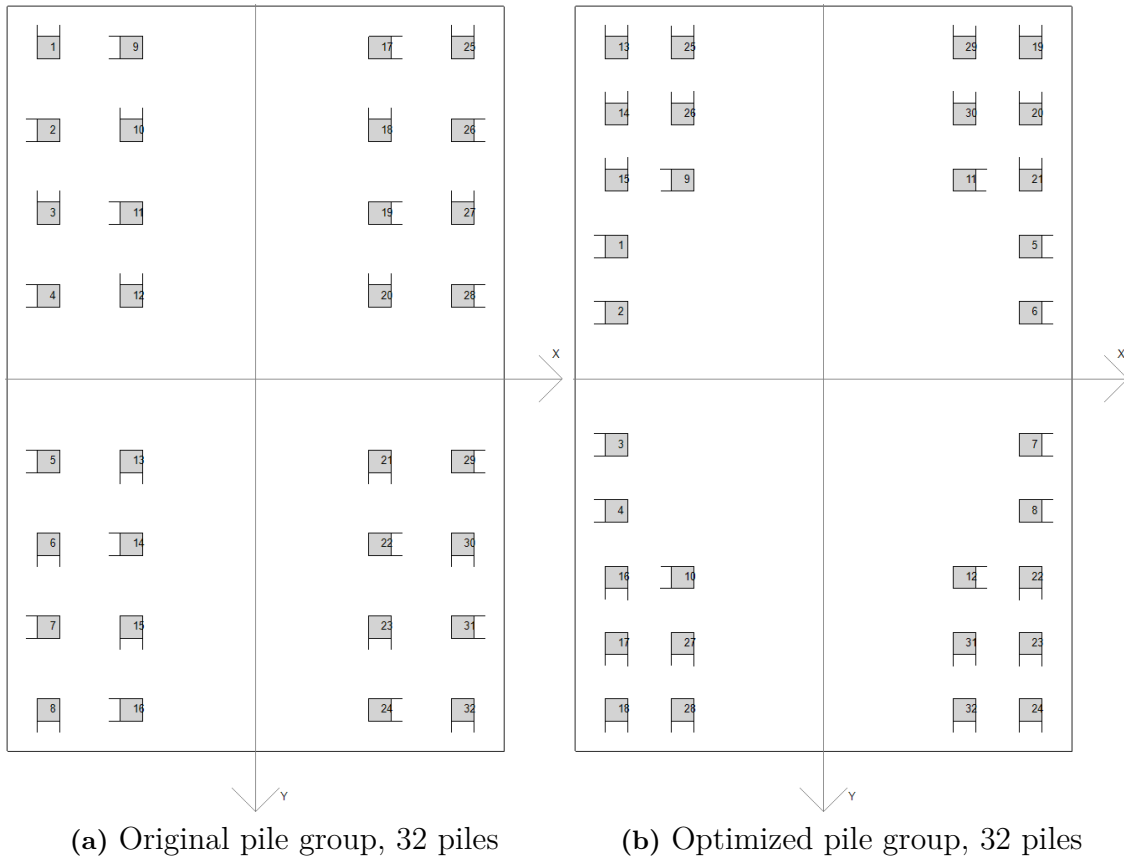 1 9 17 25 13 25 29 19
2 10 18 26 14 26 30 20
3 11 19 27 15 9 11 21
4 12 20 28 1 5
2 6
X X
5 13 21 29 3 7
6 14 22 30 4 8
7 15 23 31 16 10 12 22
8 16 24 32 17 27 31 23
18 28 32 24
Y Y
(a) Original pile group, 32 piles (b) Optimized pile group, 32 piles